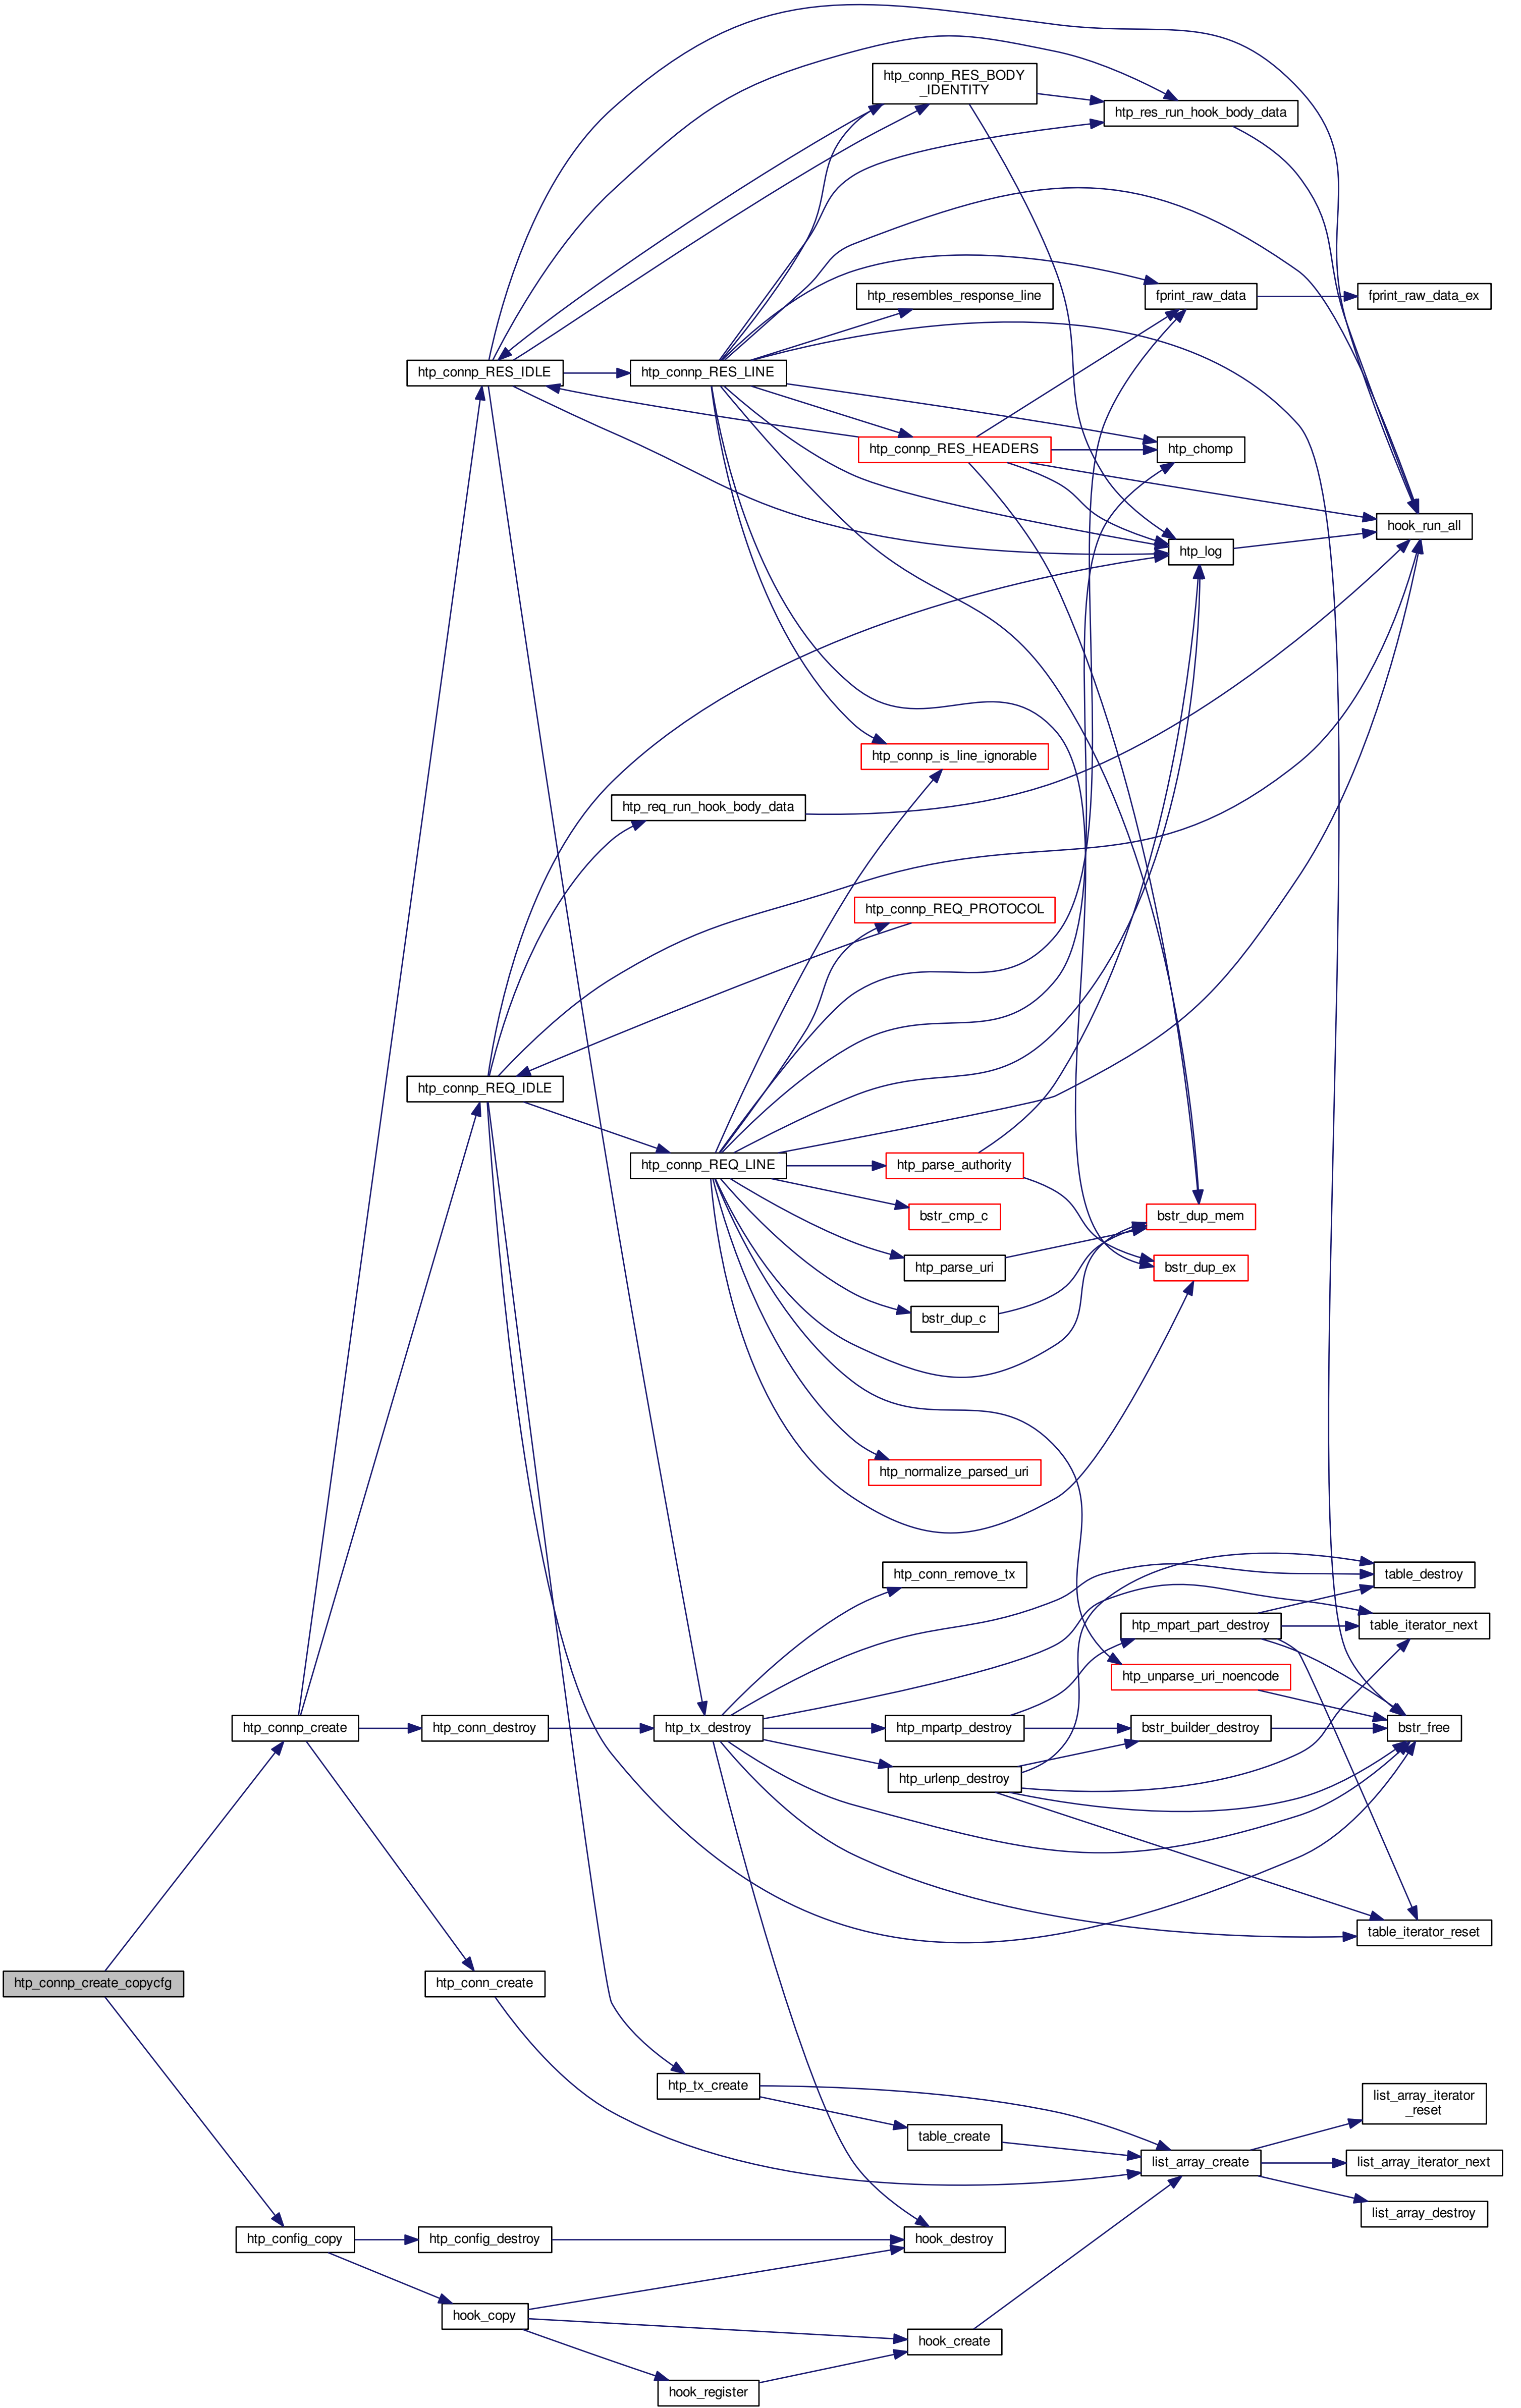 htp_connp_RES_BODY
_IDENTITY
htp_res_run_hook_body_data
htp_resembles_response_line
fprint_raw_data
fprint_raw_data_ex
htp_connp_RES_IDLE
htp_connp_RES_LINE
htp_connp_RES_HEADERS
htp_chomp
hook_run_all
htp_log
htp_connp_is_line_ignorable
htp_req_run_hook_body_data
htp_connp_REQ_PROTOCOL
htp_connp_REQ_IDLE
htp_connp_REQ_LINE
htp_parse_authority
bstr_cmp_c
bstr_dup_mem
htp_parse_uri
bstr_dup_ex
bstr_dup_c
htp_normalize_parsed_uri
htp_conn_remove_tx
table_destroy
htp_mpart_part_destroy
table_iterator_next
htp_unparse_uri_noencode
htp_connp_create
htp_conn_destroy
htp_tx_destroy
htp_mpartp_destroy
bstr_builder_destroy
bstr_free
htp_urlenp_destroy
table_iterator_reset
htp_connp_create_copycfg
htp_conn_create
htp_tx_create
list_array_iterator
_reset
table_create
list_array_create
list_array_iterator_next
list_array_destroy
htp_config_copy
htp_config_destroy
hook_destroy
hook_copy
hook_create
hook_register